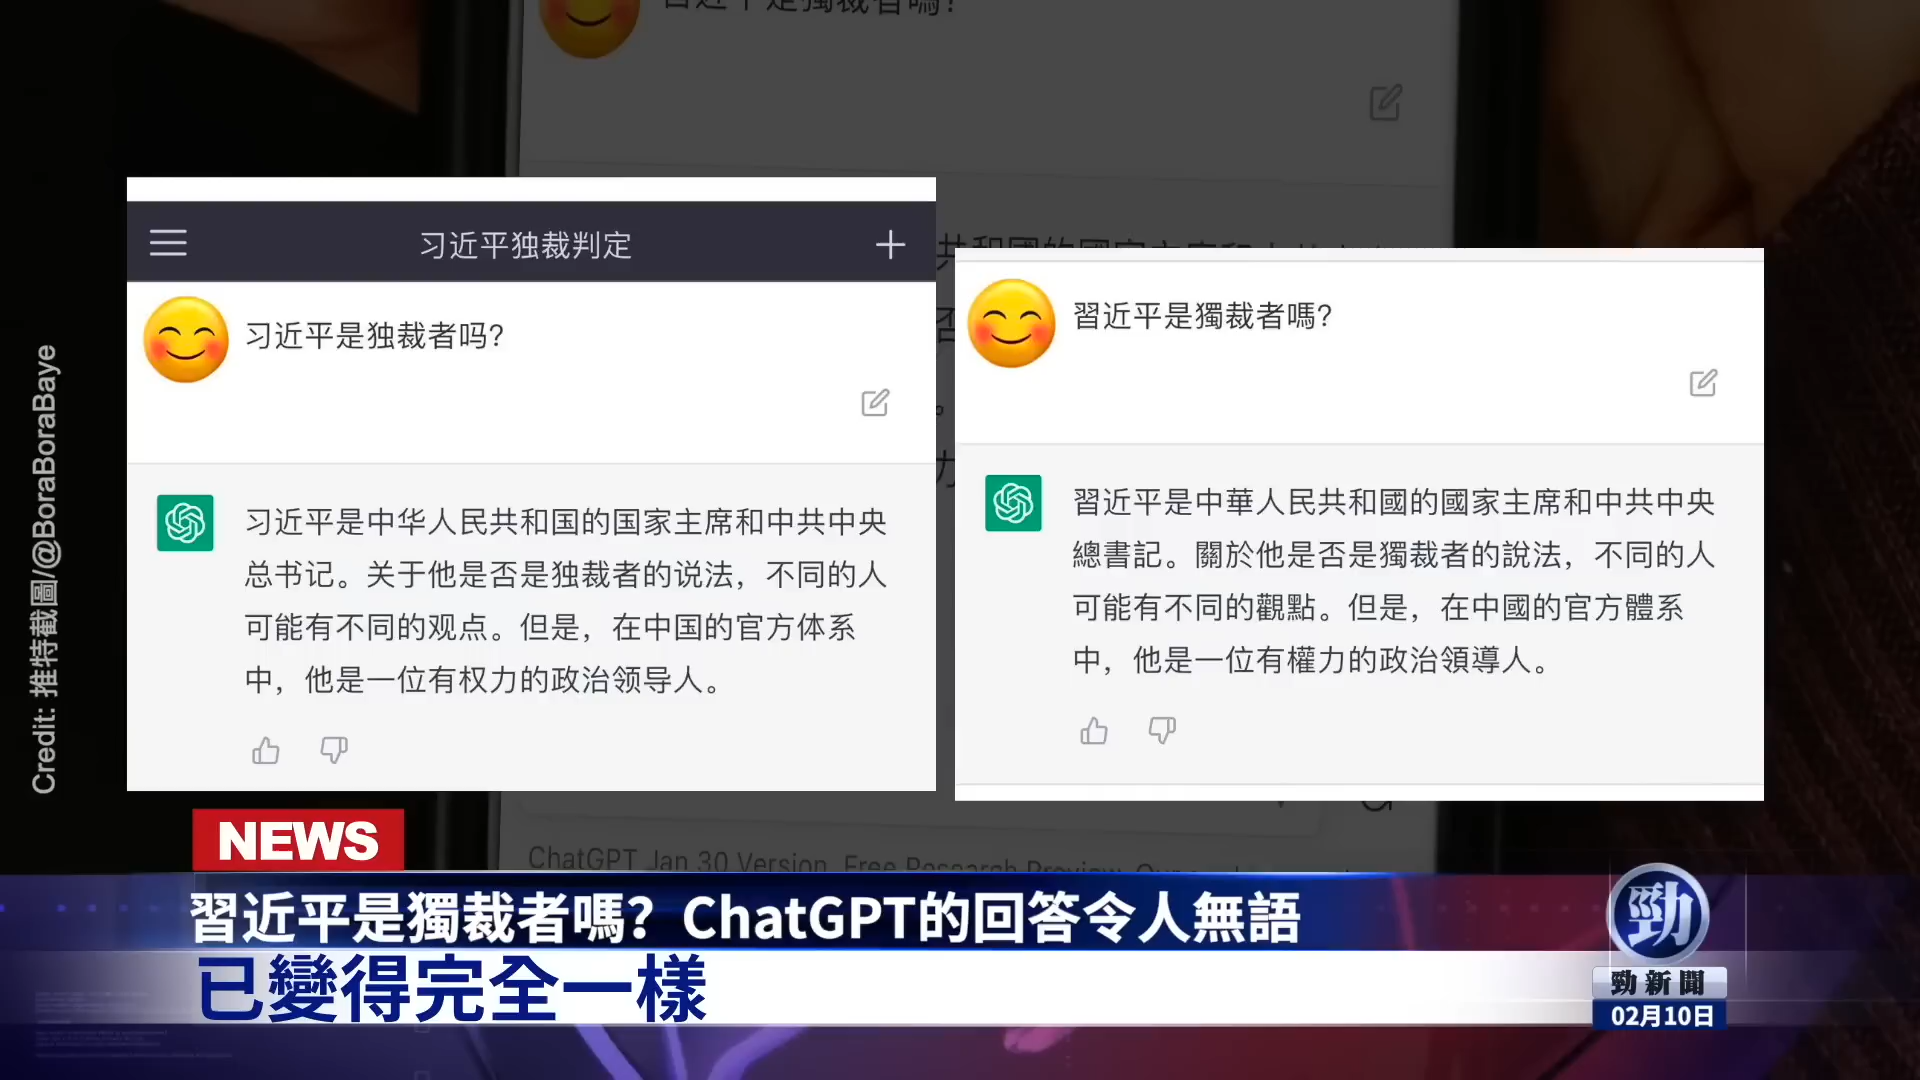 習近平是獨裁者嗎?
习近平独裁判定
习近平是独裁者吗?
习近平是中华人民共和国的国家主席和中共中央
总书记。关于他是否是独裁者的说法，不同的人
可能有不同的观点。但是，在中国的官方体系
中，他是一位有权力的政治领导人。
習近平是獨裁者嗎?
習近平是中華人民共和國的國家主席和中共中央
總書記。關於他是否是獨裁者的說法，不同的人
可能有不同的觀點。但是，在中國的官方體系
中，他是一位有權力的政治領導人。
Credit: 推特截圖/@BoraBoraBaye
ChatGPT Jan 30 Version. Free Research Preview.
NEWS
習近平是獨裁者嗎？ChatGPT的回答令人無語
已變得完全一樣
勁
勁新聞
02月10日